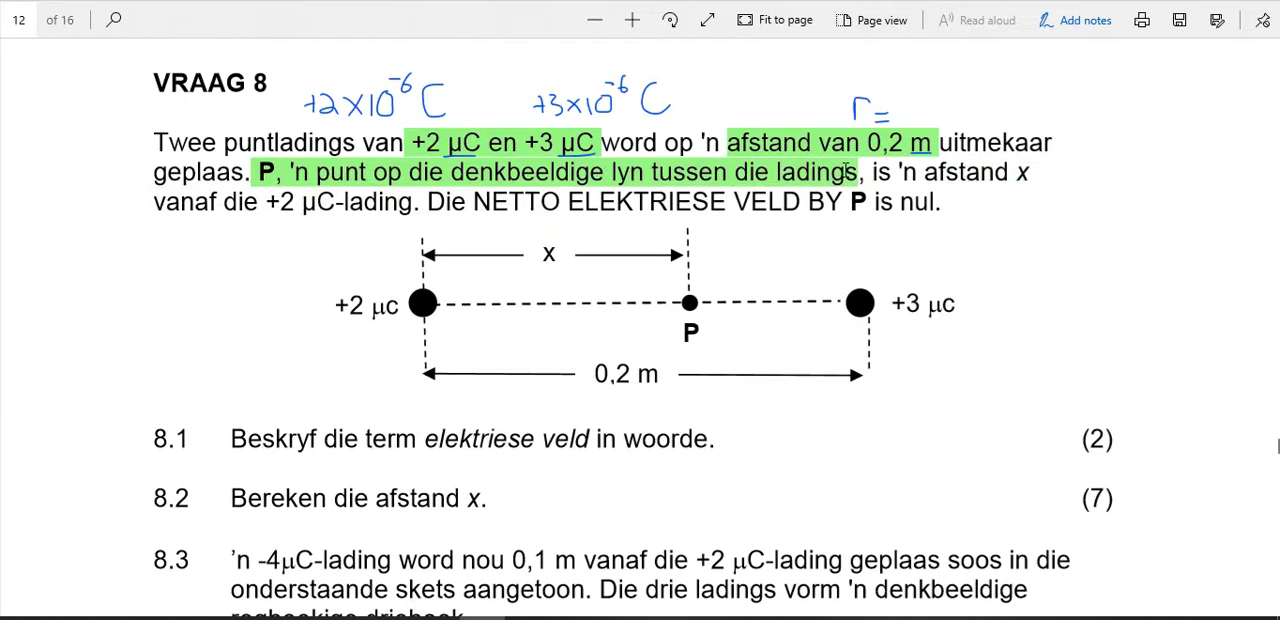 12 of 16 Fit to page Page view Read aloud Add notes
VRAAG 8
+2×10⁻⁶ C +3×10⁻⁶ C r=
Twee puntladings van +2 μC en +3 μC word op 'n afstand van 0,2 m uitmekaar
geplaas. P, 'n punt op die denkbeeldige lyn tussen die ladings, is 'n afstand x
vanaf die +2 μC-lading. Die NETTO ELEKTRIESE VELD BY P is nul.
x
+2 μc +3 μc
P
0,2 m
8.1 Beskryf die term elektriese veld in woorde. (2)
8.2 Bereken die afstand x. (7)
8.3 'n -4μC-lading word nou 0,1 m vanaf die +2 μC-lading geplaas soos in die
onderstaande skets aangetoon. Die drie ladings vorm 'n denkbeeldige